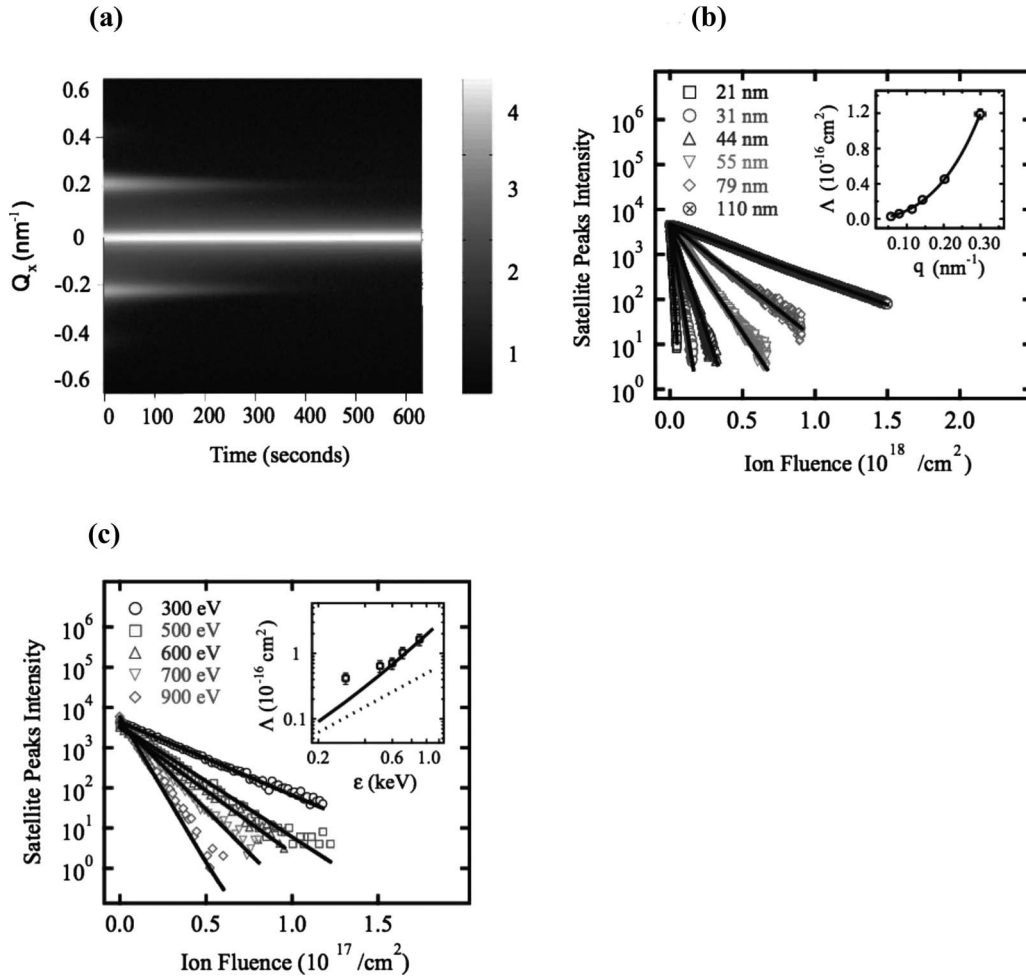 (a)
0.6
0.4
0.2
0
-0.2
-0.4
-0.6
Qx (nm-1)
0 100 200 300 400 500 600
Time (seconds)
4
3
2
1
(b)
Satellite Peaks Intensity
10^6
10^5
10^4
10^3
10^2
10^1
10^0
21 nm
31 nm
44 nm
55 nm
79 nm
110 nm
Λ (10^-16 cm^2)
1.2
0.8
0.4
0.0
0.10 0.20 0.30
q (nm^-1)
0.0 0.5 1.0 1.5 2.0
Ion Fluence (10^18 /cm^2)
(c)
Satellite Peaks Intensity
10^6
10^5
10^4
10^3
10^2
10^1
10^0
300 eV
500 eV
600 eV
700 eV
900 eV
Λ (10^-16 cm^2)
1
0.1
0.2 0.6 1.0
ε (keV)
0.0 0.5 1.0 1.5
Ion Fluence (10^17 /cm^2)